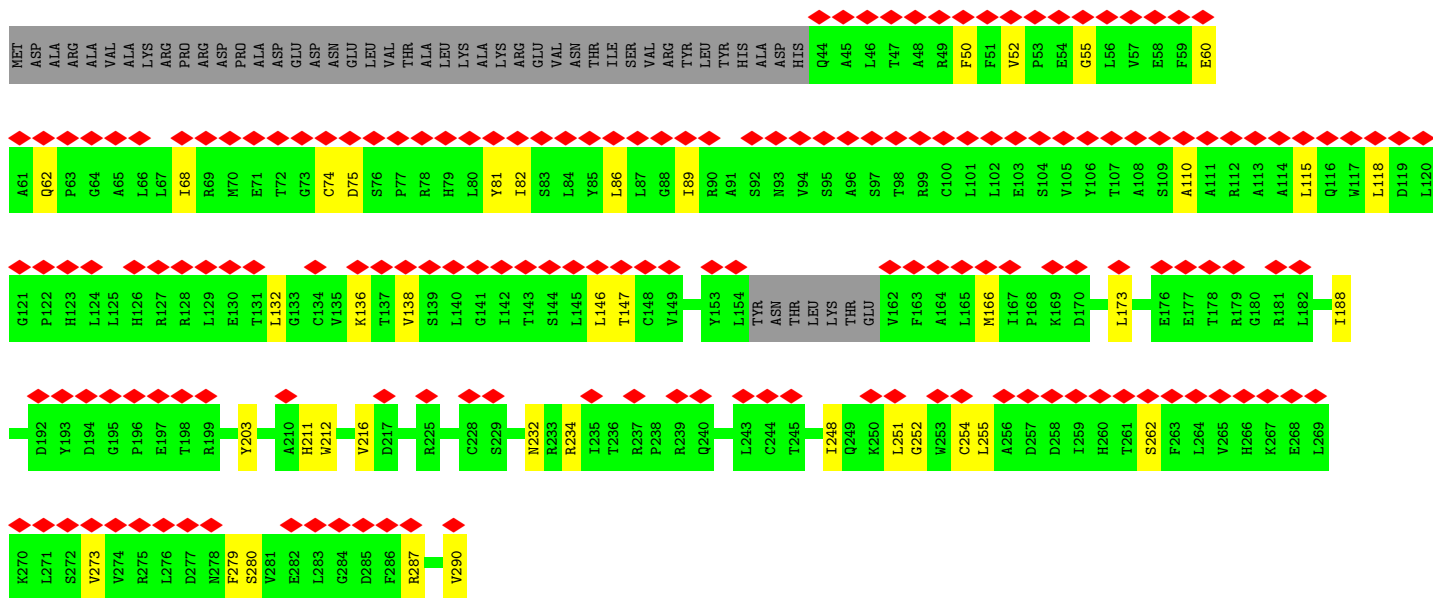 MET ASP ALA ALA ARG ALA VAL ALA LYS ARG PRO ARG ASP PRO ALA ASP GLU ASP ASN GLU LEU VAL THR ALA LEU LYS ALA LYS ARG GLU VAL ASN THR ILE SER VAL ARG TYR LEU TYR HIS ALA ASP HIS Q44 A45 L46 T47 A48 R49 F50 F51 V52 P53 E54 G55 L56 V57 E58 F59 E60
A61 Q62 P63 G64 A65 L66 L67 I68 R69 M70 E71 T72 G73 C74 D75 S76 P77 R78 H79 L80 Y81 I82 S83 L84 Y85 L86 L87 G88 I89 R90 A91 S92 N93 V94 S95 A96 S97 T98 R99 C100 L101 L102 E103 S104 V105 Y106 T107 A108 S109 A110 A111 R112 A113 A114 L115 Q116 W117 L118 D119 L120
G121 P122 H123 L124 L125 H126 R127 R128 L129 E130 T131 L132 G133 C134 V135 K136 T137 V138 S139 L140 G141 I142 T143 S144 L145 L146 T147 C148 V149 Y153 L154 TYR ASN THR LEU LYS THR GLU V162 F163 A164 L165 M166 I167 P168 K169 D170 L173 E176 E177 T178 R179 G180 R181 L182 I188
D192 Y193 D194 G195 P196 E197 T198 R199 Y203 A210 H211 W212 V216 D217 R225 C228 S229 N232 R233 R234 I235 T236 R237 P238 R239 Q240 L243 C244 T245 I248 Q249 K250 L251 G252 W253 C254 L255 A256 D257 D258 I259 H260 T261 S262 F263 L264 V265 H266 K267 E268 L269
K270 L271 S272 V273 V274 R275 L276 D277 N278 F279 S280 V281 E282 L283 G284 D285 F286 R287 V290